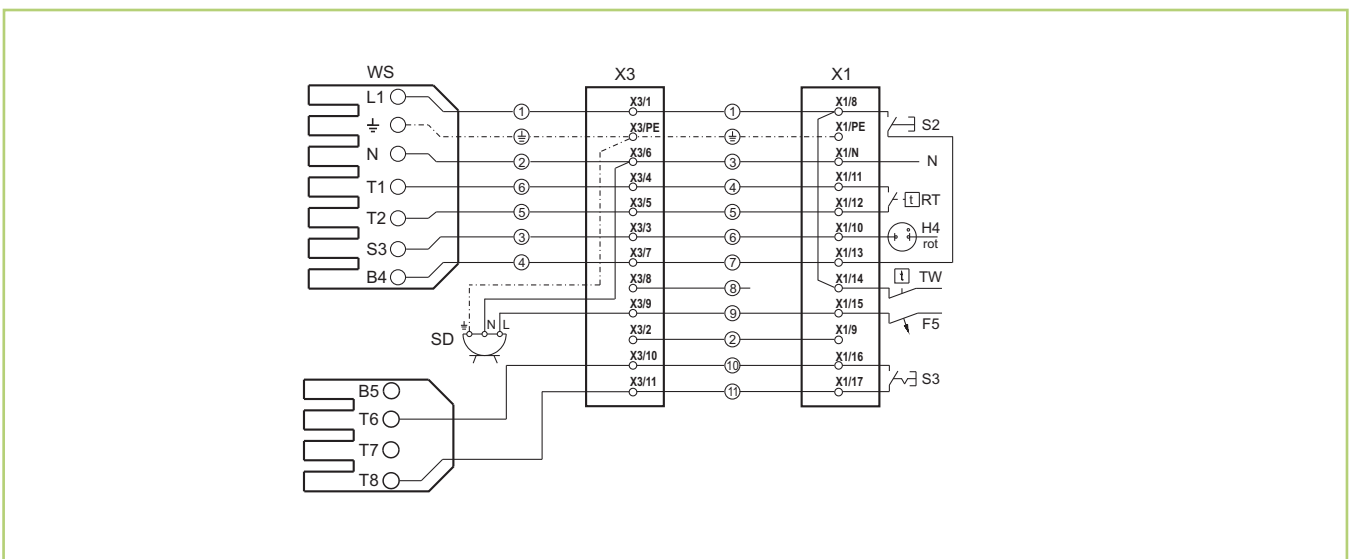 WS X3 X1
L1 1 X3/1 1 X1/8
X3/PE X1/PE S2
N 2 X3/6 3 X1/N N
T1 6 X3/4 4 X1/11
T2 5 X3/5 5 X1/12 t RT
S3 3 X3/3 6 X1/10 H4
rot
B4 4 X3/7 7 X1/13
X3/8 8 X1/14 t TW
X3/9 9 X1/15
SD N L F5
X3/2 2 X1/9
X3/10 10 X1/16
B5 X3/11 11 X1/17 S3
T6
T7
T8